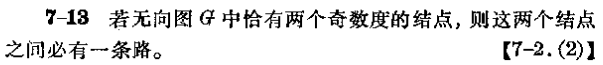 7-13 若无向图 G 中恰有两个奇数度的结点, 则这两个结点
之间必有一条路。 【7-2.(2)】